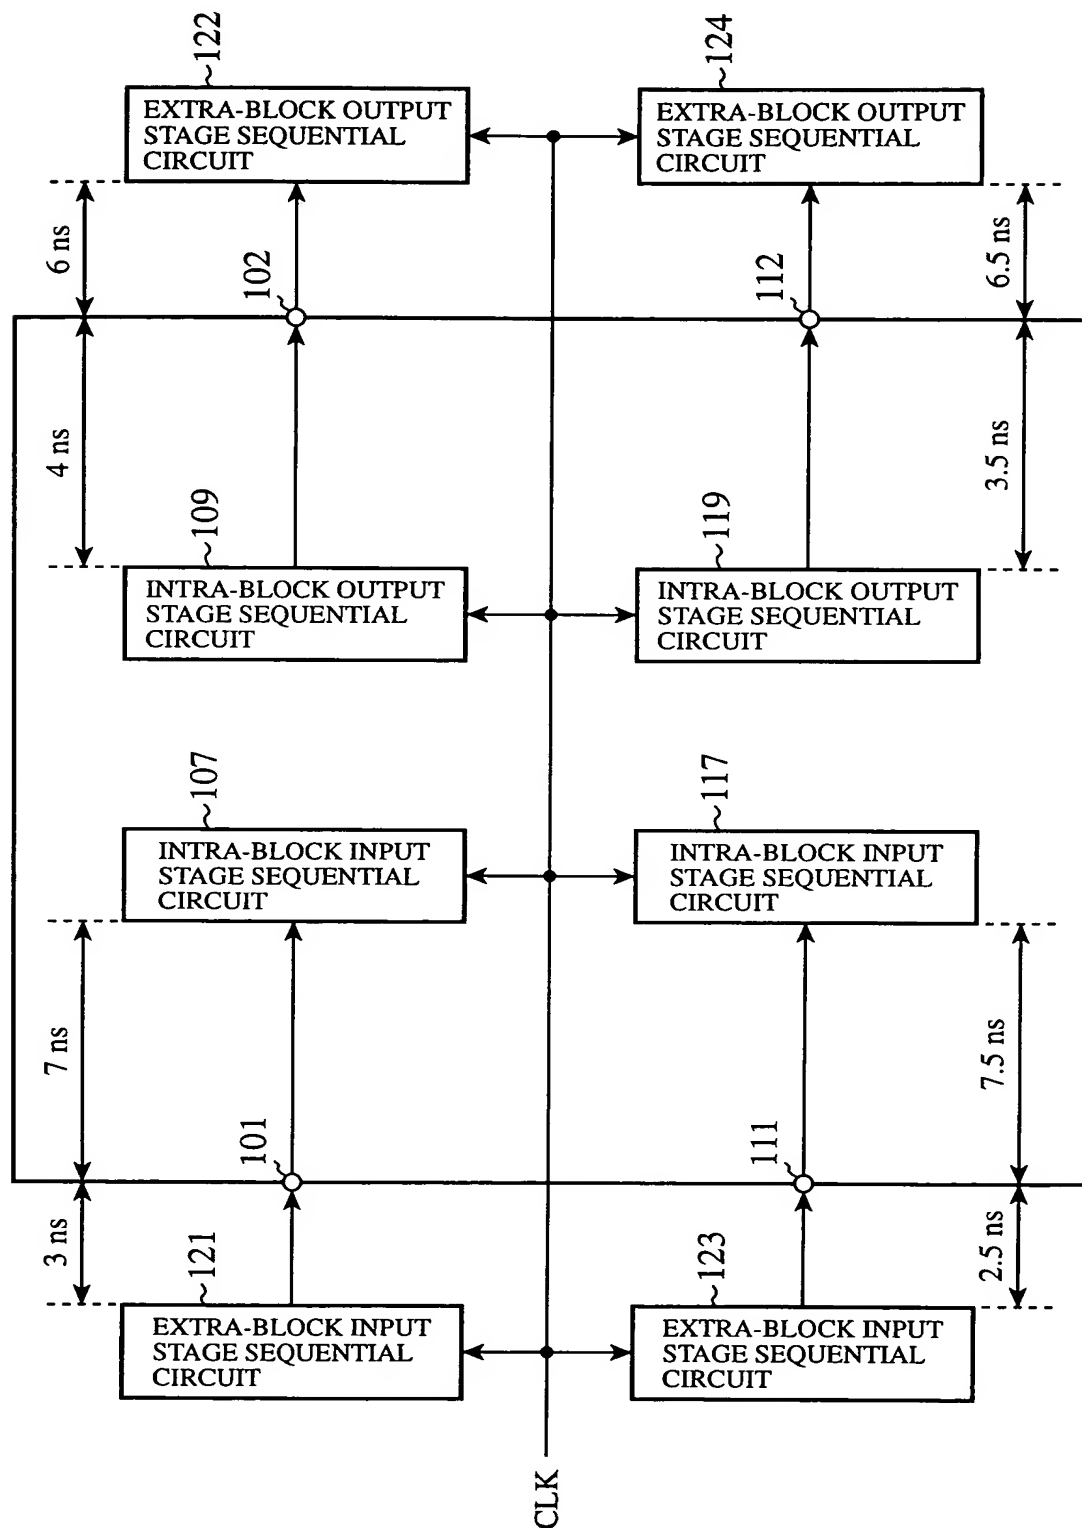 122
EXTRA-BLOCK OUTPUT
STAGE SEQUENTIAL
CIRCUIT
124
EXTRA-BLOCK OUTPUT
STAGE SEQUENTIAL
CIRCUIT
6 ns
102
112
6.5 ns
4 ns
3.5 ns
109
INTRA-BLOCK OUTPUT
STAGE SEQUENTIAL
CIRCUIT
119
INTRA-BLOCK OUTPUT
STAGE SEQUENTIAL
CIRCUIT
107
INTRA-BLOCK INPUT
STAGE SEQUENTIAL
CIRCUIT
117
INTRA-BLOCK INPUT
STAGE SEQUENTIAL
CIRCUIT
7 ns
7.5 ns
101
111
3 ns
2.5 ns
121
EXTRA-BLOCK INPUT
STAGE SEQUENTIAL
CIRCUIT
123
EXTRA-BLOCK INPUT
STAGE SEQUENTIAL
CIRCUIT
CLK